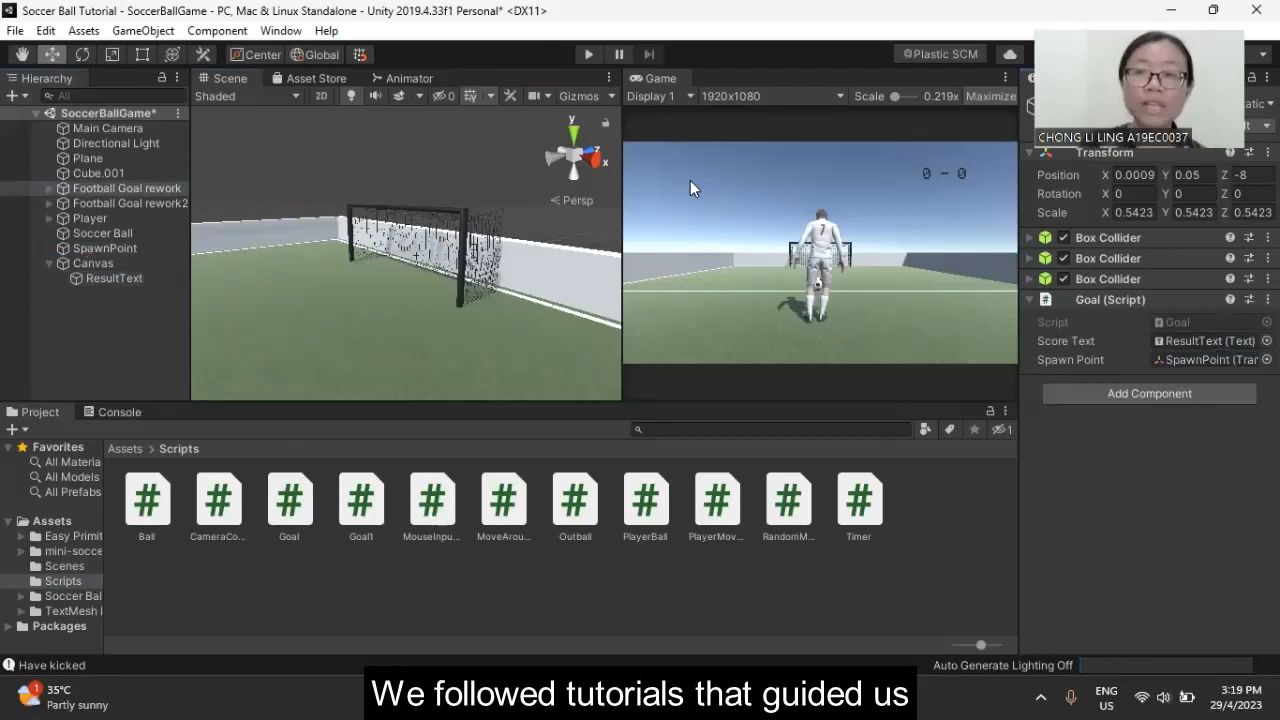 Soccer Ball Tutorial - SoccerBallGame - PC, Mac & Linux Standalone - Unity 2019.4.33f1 Personal* <DX11>
File Edit Assets GameObject Component Window Help
Center Global Plastic SCM
Hierarchy
All
SoccerBallGame*
Main Camera
Directional Light
Plane
Cube.001
Football Goal rework
Football Goal rework2
Player
Soccer Ball
SpawnPoint
Canvas
ResultText
Scene Asset Store Animator
Shaded 2D 0 Gizmos
y
z
x
Persp
Game
Display 1 1920x1080 Scale 0.219x Maximize
0 - 0
7
CHONG LI LING A19EC0037
Transform
Position X 0.0009 Y 0.05 Z -8
Rotation X 0 Y 0 Z 0
Scale X 0.5423 Y 0.5423 Z 0.5423
Box Collider
Box Collider
Box Collider
# Goal (Script)
Script Goal
Score Text ResultText (Text)
Spawn Point SpawnPoint (Tran
Add Component
Project Console
1
Favorites
All Materia
All Models
All Prefabs
Assets
Easy Primit
mini-socce
Scenes
Scripts
Soccer Bal
TextMesh
Packages
Assets > Scripts
# # # # # # # # # # #
Ball CameraCo... Goal Goal1 MouseInpu... MoveArou... Outball PlayerBall PlayerMov... RandomM... Timer
Have kicked
Auto Generate Lighting Off
We followed tutorials that guided us
1
35°C
Partly sunny
ENG
US
3:19 PM
29/4/2023